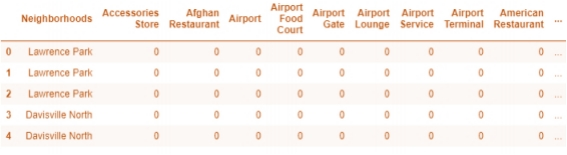 Neighborhoods Accessories Store Afghan Restaurant Airport Airport Food Court Airport Gate Airport Lounge Airport Service Airport Terminal American Restaurant ...
0 Lawrence Park 0 0 0 0 0 0 0 0 0 ...
1 Lawrence Park 0 0 0 0 0 0 0 0 0 ...
2 Lawrence Park 0 0 0 0 0 0 0 0 0 ...
3 Davisville North 0 0 0 0 0 0 0 0 0 ...
4 Davisville North 0 0 0 0 0 0 0 0 0 ...